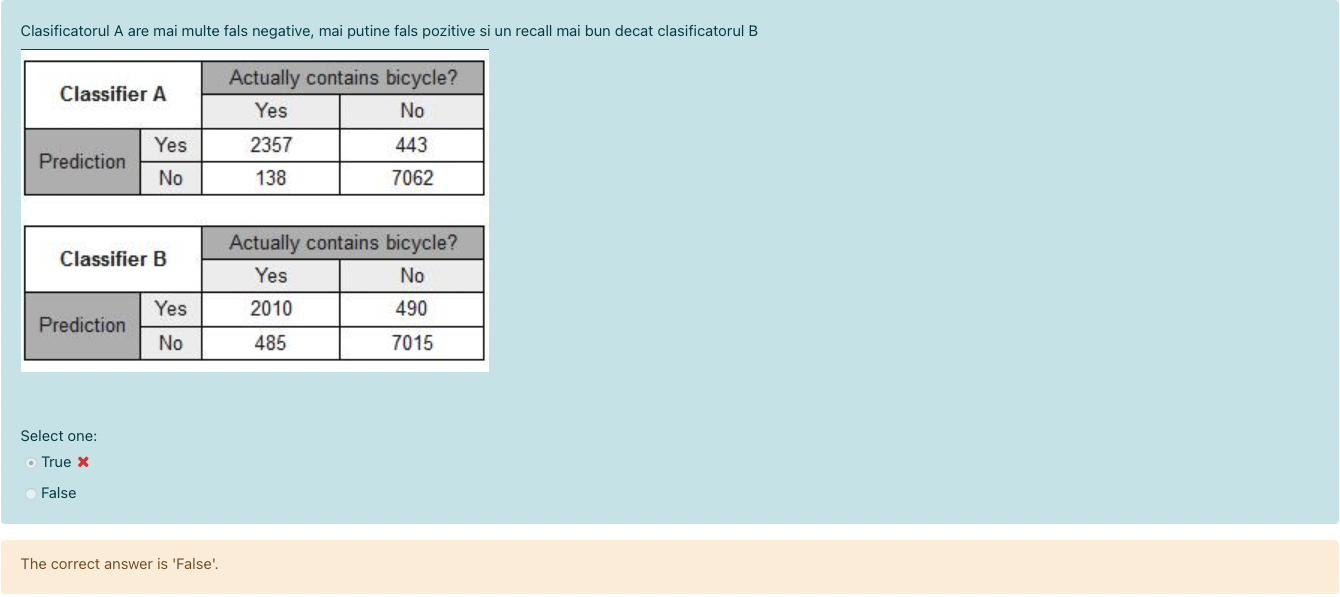 Clasificatorul A are mai multe fals negative, mai putine fals pozitive si un recall mai bun decat clasificatorul B
Classifier A
Actually contains bicycle?
Yes No
Prediction
Yes 2357 443
No 138 7062
Classifier B
Actually contains bicycle?
Yes No
Prediction
Yes 2010 490
No 485 7015
Select one:
True
False
The correct answer is 'False'.